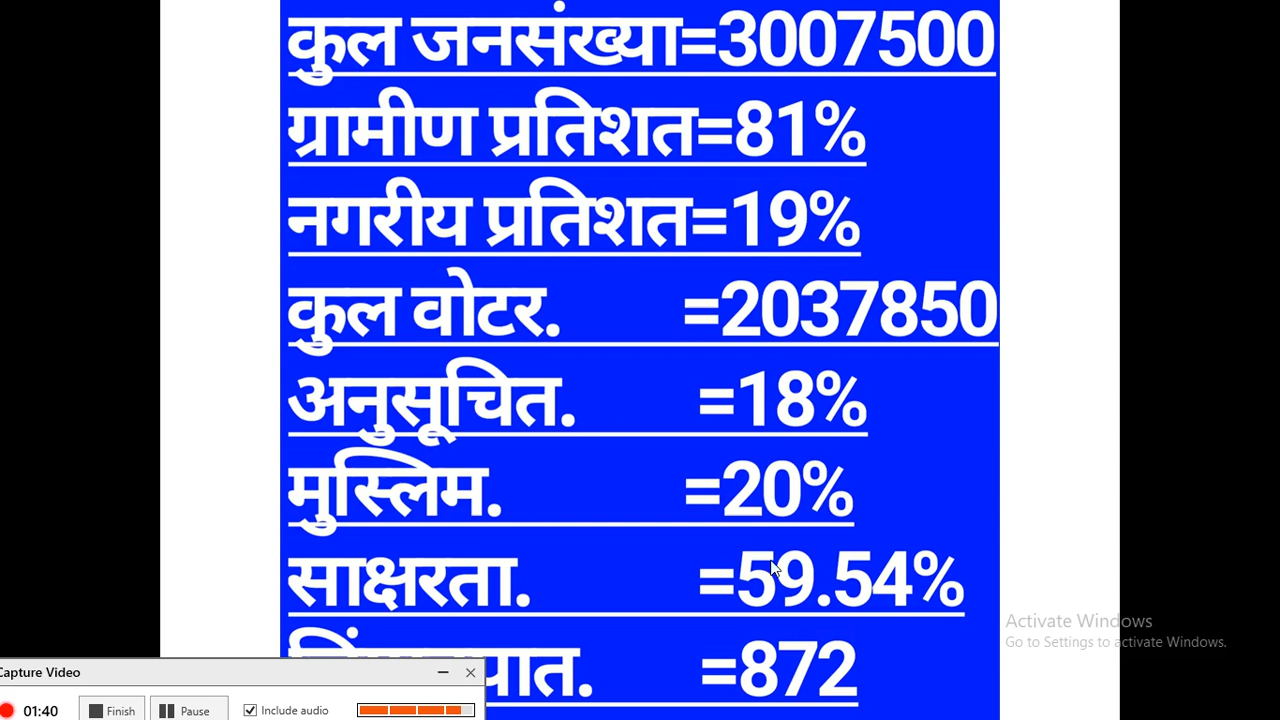 कुल जनसंख्या=3007500
ग्रामीण प्रतिशत=81%
नगरीय प्रतिशत=19%
कुल वोटर. =2037850
अनुसूचित. =18%
मुस्लिम. =20%
साक्षरता. =59.54%
=872
Activate Windows
Go to Settings to activate Windows.
Capture Video
01:40
Finish
Pause
Include audio